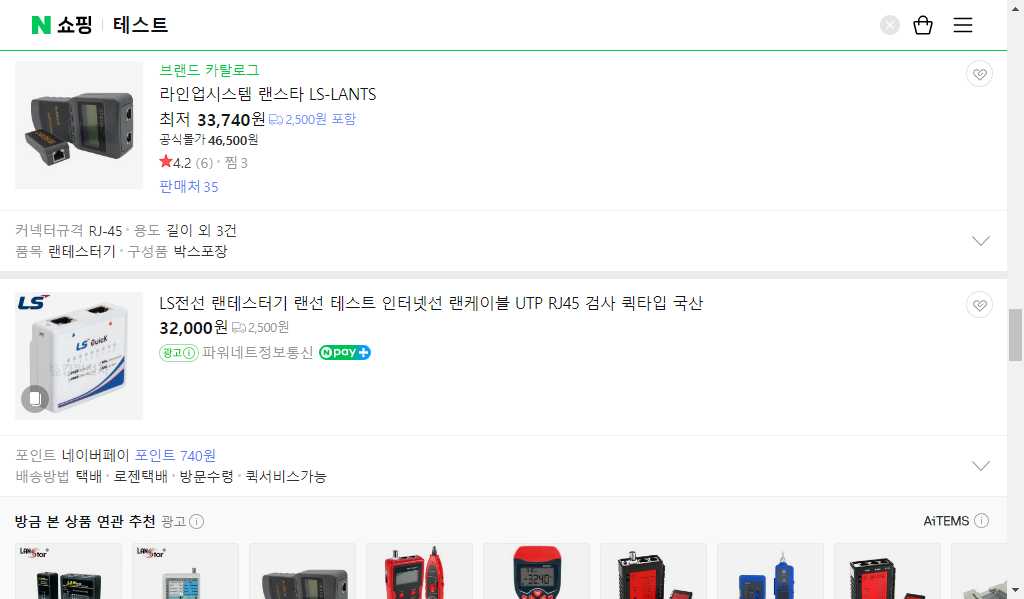 N 쇼핑 테스트
브랜드 카탈로그
라인업시스템 랜스타 LS-LANTS
최저 33,740원 2,500원 포함
공식몰가 46,500원
4.2 (6) · 찜 3
판매처 35
커넥터규격 RJ-45 · 용도 길이 외 3건
품목 랜테스터기 · 구성품 박스포장
LS
LS QuicK
LS전선 랜테스터기 랜선 테스트 인터넷선 랜케이블 UTP RJ45 검사 퀵타입 국산
32,000원 2,500원
광고 파워네트정보통신 N pay+
포인트 네이버페이 포인트 740원
배송방법 택배 · 로젠택배 · 방문수령 · 퀵서비스가능
방금 본 상품 연관 추천 광고
AiTEMS
LANStar
LANStar